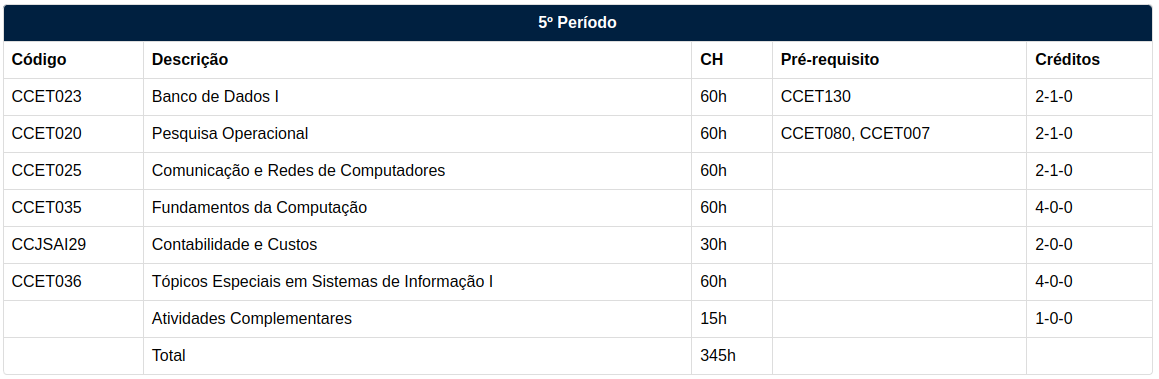 5º Período
Código Descrição CH Pré-requisito Créditos
CCET023 Banco de Dados I 60h CCET130 2-1-0
CCET020 Pesquisa Operacional 60h CCET080, CCET007 2-1-0
CCET025 Comunicação e Redes de Computadores 60h 2-1-0
CCET035 Fundamentos da Computação 60h 4-0-0
CCJSAI29 Contabilidade e Custos 30h 2-0-0
CCET036 Tópicos Especiais em Sistemas de Informação I 60h 4-0-0
Atividades Complementares 15h 1-0-0
Total 345h